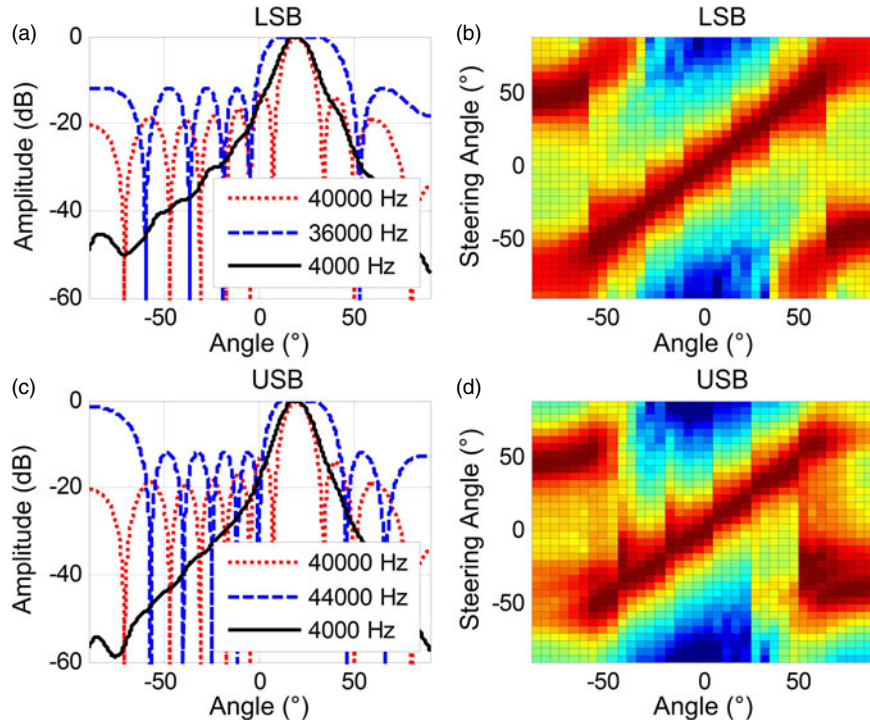 (a)
LSB
0
-20
-40
-60
Amplitude (dB)
40000 Hz
36000 Hz
4000 Hz
-50
0
50
Angle (°)
(b)
LSB
50
0
-50
Steering Angle (°)
-50
0
50
Angle (°)
(c)
USB
0
-20
-40
-60
Amplitude (dB)
40000 Hz
44000 Hz
4000 Hz
-50
0
50
Angle (°)
(d)
USB
50
0
-50
Steering Angle (°)
-50
0
50
Angle (°)